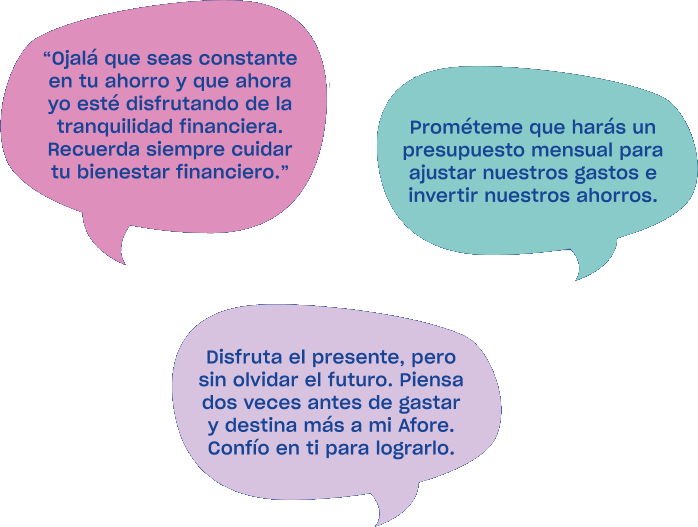 “Ojalá que seas constante
en tu ahorro y que ahora
yo esté disfrutando de la
tranquilidad financiera.
Recuerda siempre cuidar
tu bienestar financiero.”
Prométeme que harás un
presupuesto mensual para
ajustar nuestros gastos e
invertir nuestros ahorros.
Disfruta el presente, pero
sin olvidar el futuro. Piensa
dos veces antes de gastar
y destina más a mi Afore.
Confío en ti para lograrlo.